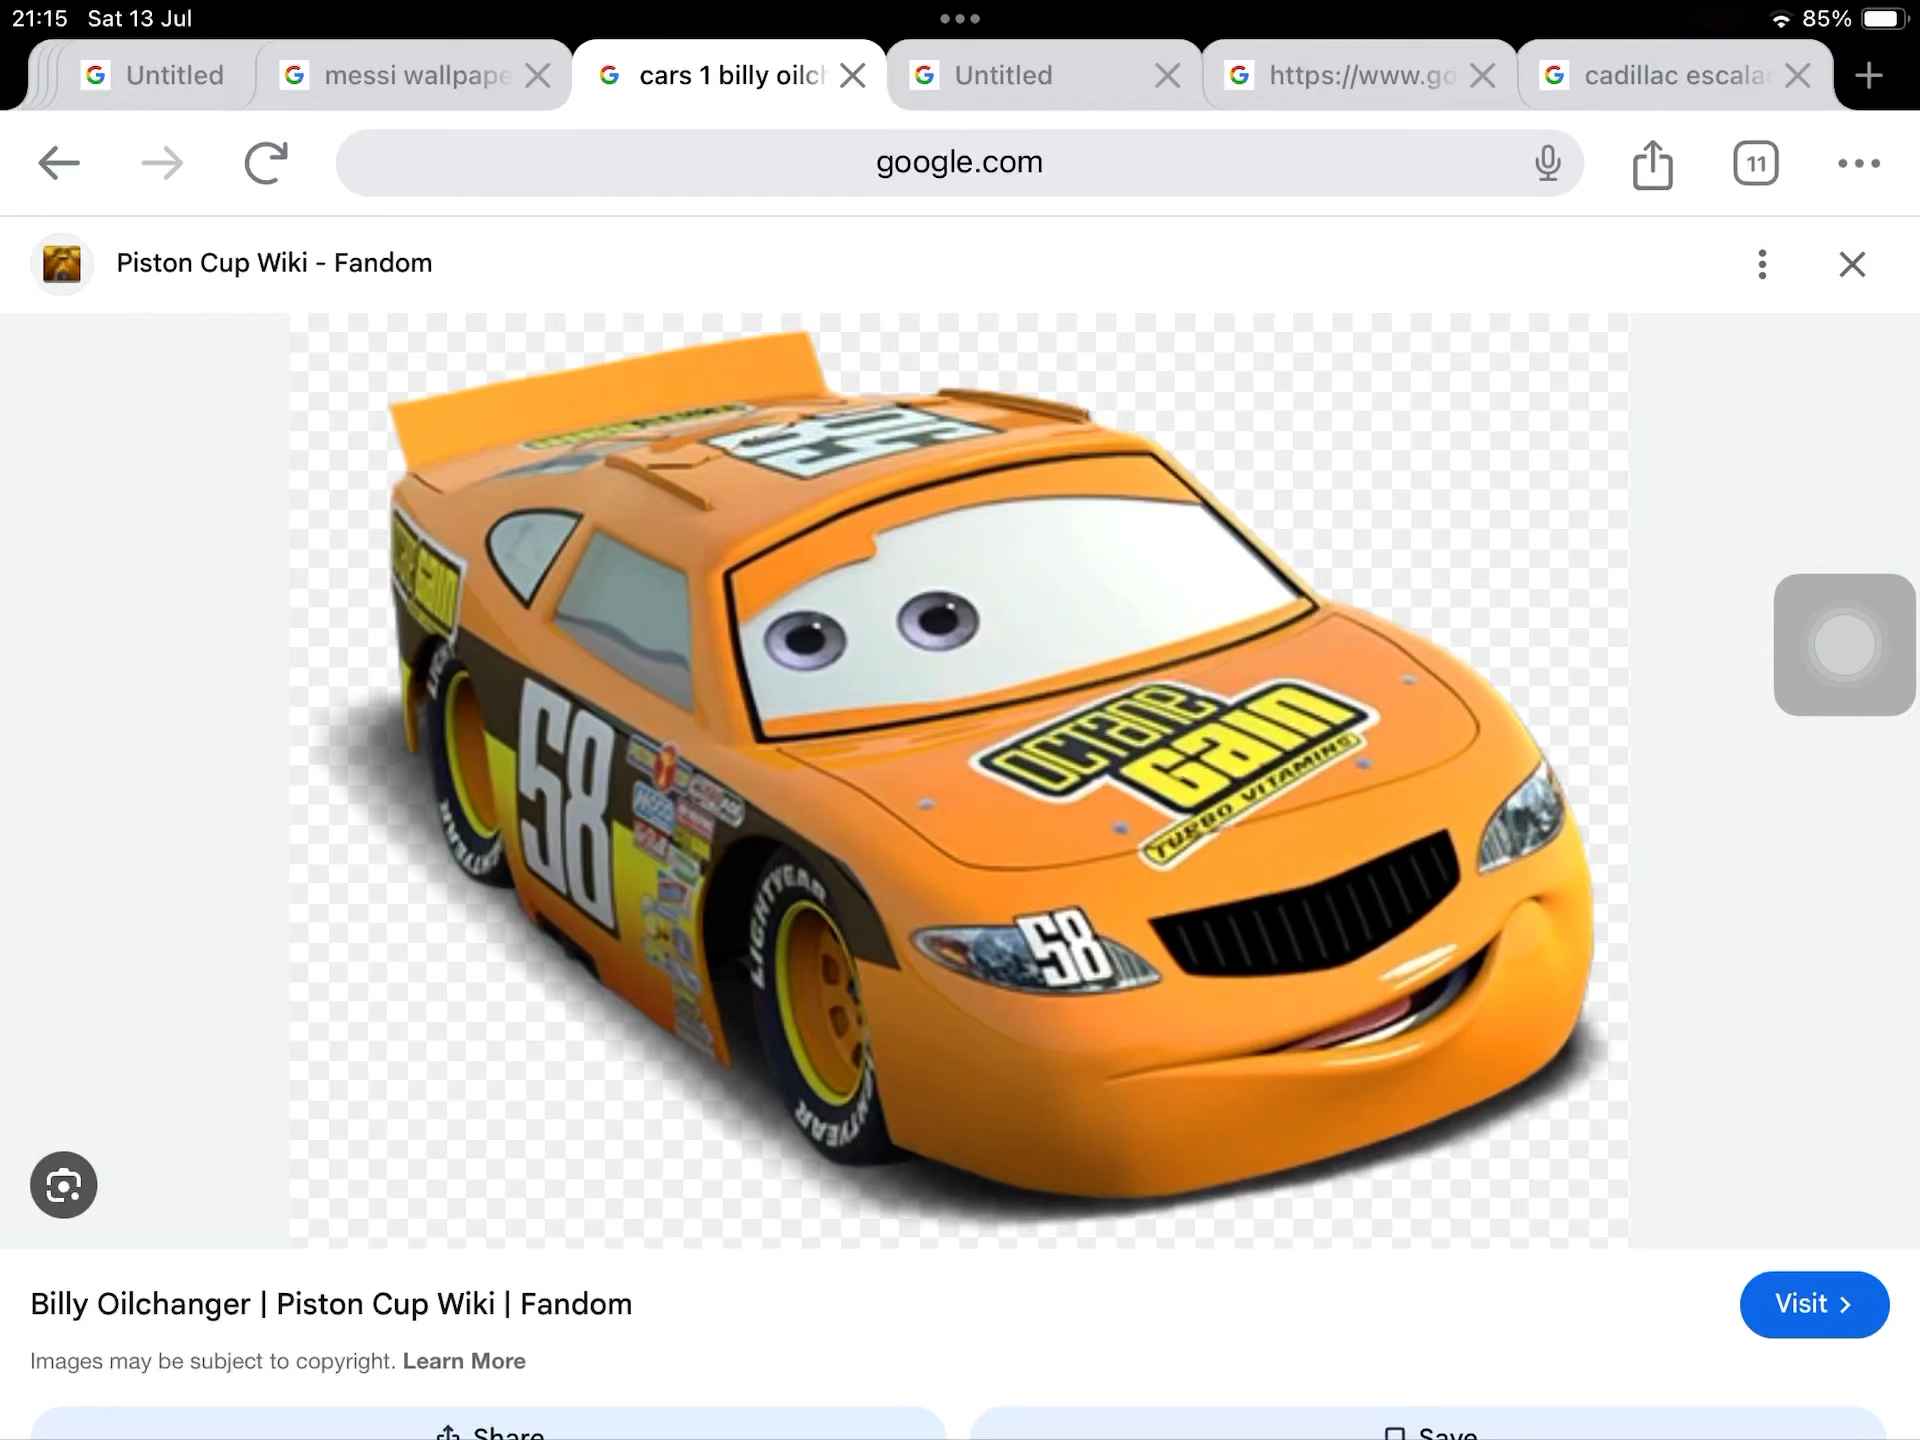 21:15 Sat 13 Jul
85%
Untitled
messi wallpape
cars 1 billy oilch
Untitled
https://www.go
cadillac escala
google.com
11
Piston Cup Wiki - Fandom
58
OCTANE
GAIN
TURBO VITAMINS
58
58
LIGHTYEAR
Billy Oilchanger | Piston Cup Wiki | Fandom
Visit
Images may be subject to copyright. Learn More
Share
Save